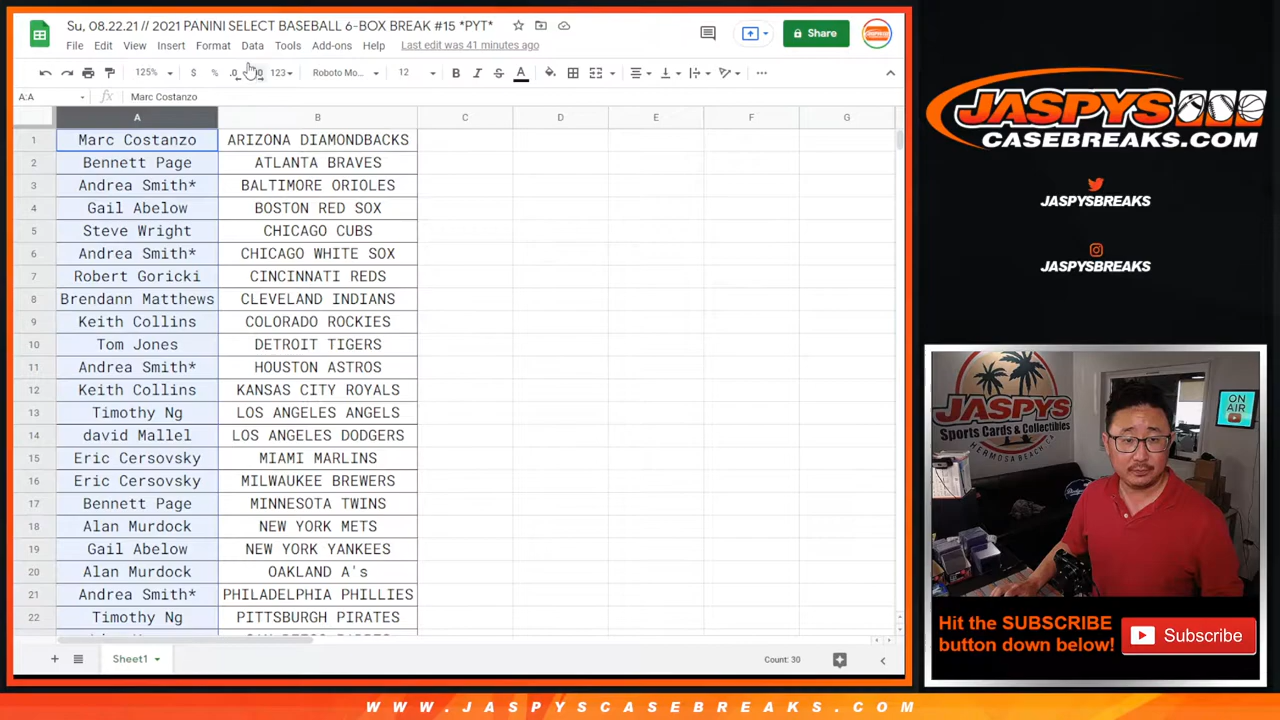 Su, 08.22.21 // 2021 PANINI SELECT BASEBALL 6-BOX BREAK #15 *PYT*
File Edit View Insert Format Data Tools Add-ons Help Last edit was 41 minutes ago
Share
125% $ % .0 123 Roboto Mo... 12 B I S A
A:A fx Marc Costanzo
A B C D E F G
1 Marc Costanzo ARIZONA DIAMONDBACKS
2 Bennett Page ATLANTA BRAVES
3 Andrea Smith* BALTIMORE ORIOLES
4 Gail Abelow BOSTON RED SOX
5 Steve Wright CHICAGO CUBS
6 Andrea Smith* CHICAGO WHITE SOX
7 Robert Goricki CINCINNATI REDS
8 Brendann Matthews CLEVELAND INDIANS
9 Keith Collins COLORADO ROCKIES
10 Tom Jones DETROIT TIGERS
11 Andrea Smith* HOUSTON ASTROS
12 Keith Collins KANSAS CITY ROYALS
13 Timothy Ng LOS ANGELES ANGELS
14 david Mallel LOS ANGELES DODGERS
15 Eric Cersovsky MIAMI MARLINS
16 Eric Cersovsky MILWAUKEE BREWERS
17 Bennett Page MINNESOTA TWINS
18 Alan Murdock NEW YORK METS
19 Gail Abelow NEW YORK YANKEES
20 Alan Murdock OAKLAND A's
21 Andrea Smith* PHILADELPHIA PHILLIES
22 Timothy Ng PITTSBURGH PIRATES
Sheet1
Count: 30
JASPYS
CASEBREAKS.COM
JASPYSBREAKS
JASPYSBREAKS
JASPYS
Sports Cards & Collectibles
HERMOSA BEACH, CA
ON AIR
Dodgers
Hit the SUBSCRIBE
button down below!
Subscribe
WWW.JASPYSCASEBREAKS.COM